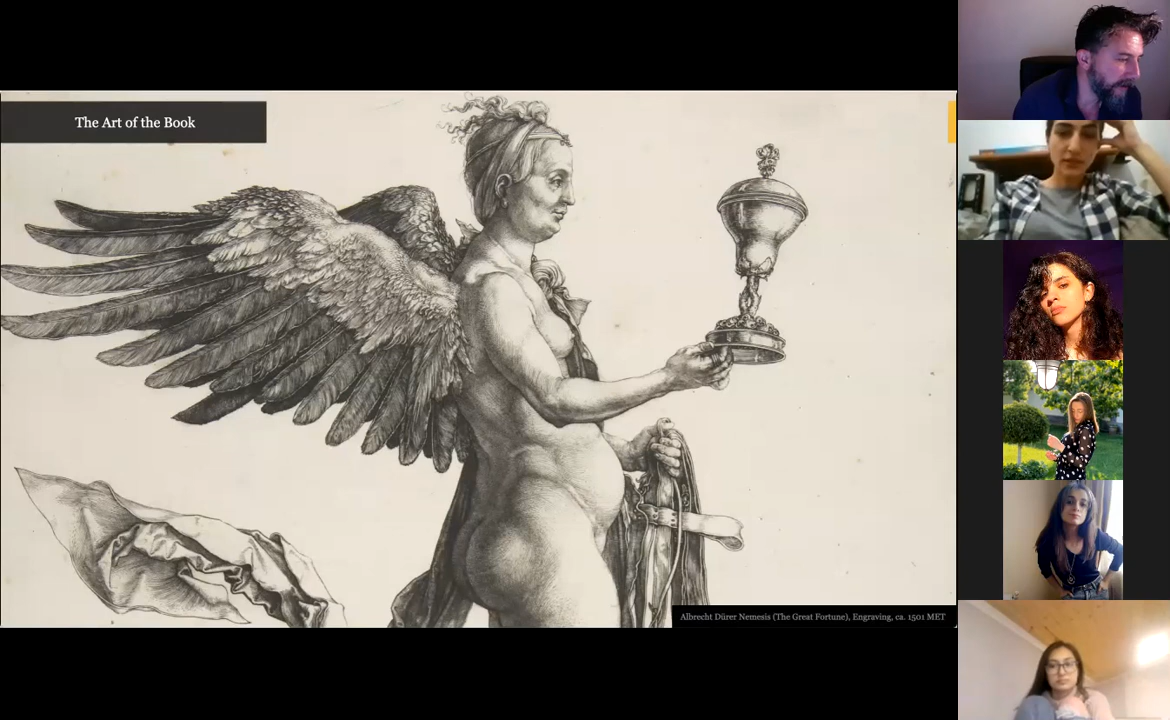 The Art of the Book
Albrecht Dürer Nemesis (The Great Fortune), Engraving, ca. 1501 MET